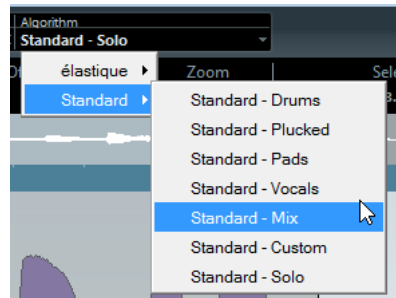 Algorithm
Standard - Solo
élastique
Zoom
Sele
Standard
Standard - Drums
Standard - Plucked
Standard - Pads
Standard - Vocals
Standard - Mix
Standard - Custom
Standard - Solo